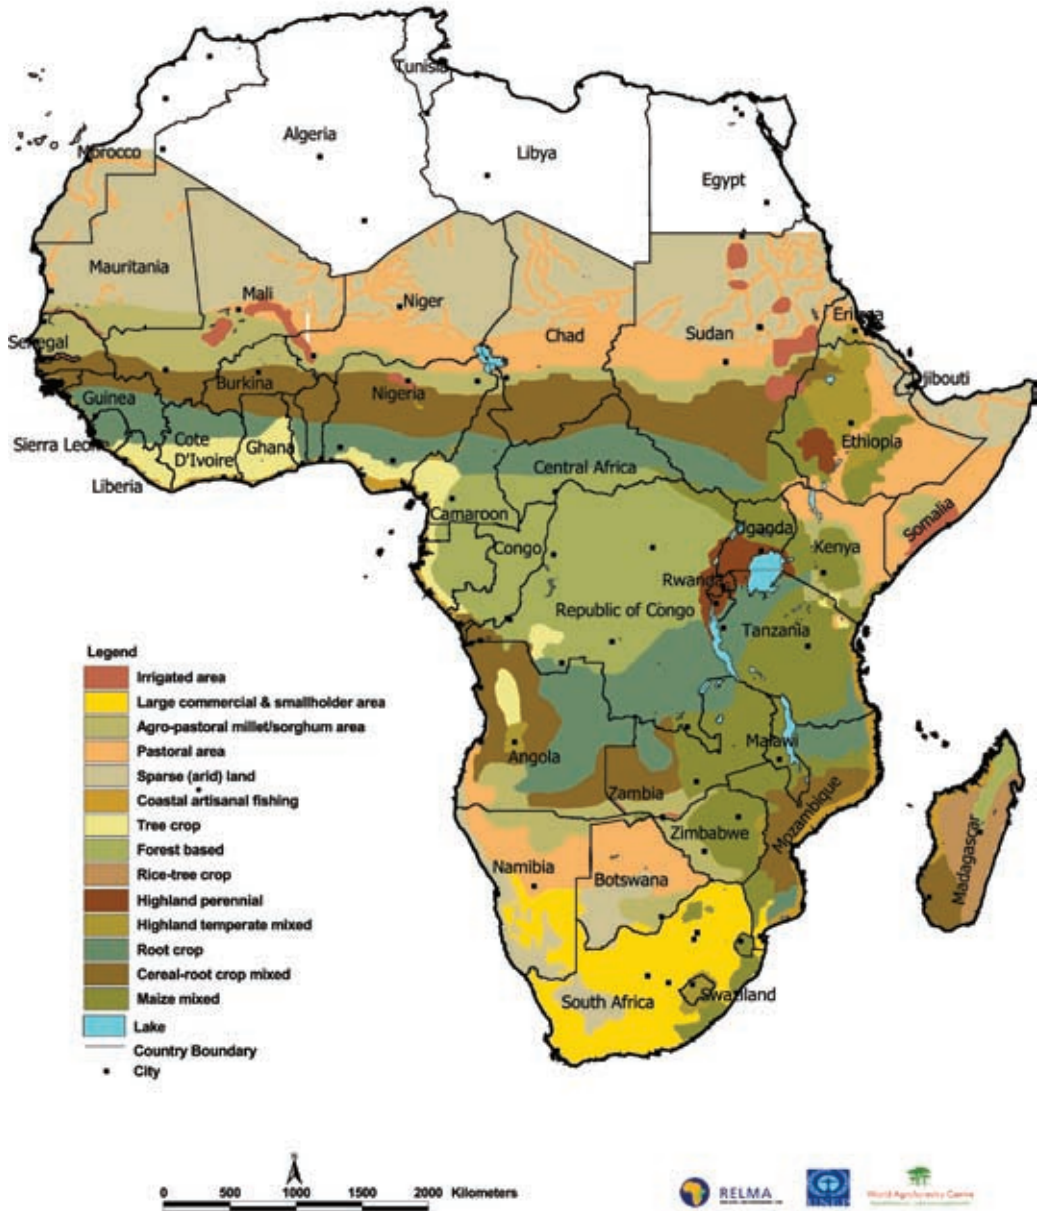 Tunisia
Algeria
Morocco
Libya
Egypt
Mauritania
Mali
Niger
Chad
Sudan
Eritrea
Senegal
Burkina
Nigeria
Djibouti
Guinea
Sierra Leone
Cote
D'Ivoire
Ghana
Ethiopia
Central Africa
Liberia
Camaroon
Somalia
Uganda
Congo
Kenya
Rwanda
Republic of Congo
Tanzania
Legend
Irrigated area
Large commercial & smallholder area
Agro-pastoral millet/sorghum area
Pastoral area
Sparse (arid) land
Coastal artisanal fishing
Tree crop
Forest based
Rice-tree crop
Highland perennial
Highland temperate mixed
Root crop
Cereal-root crop mixed
Maize mixed
Lake
Country Boundary
City
Angola
Malawi
Zambia
Mozambique
Zimbabwe
Madagascar
Namibia
Botswana
South Africa
Swaziland
N
0 500 1000 1500 2000 Kilometers
RELMA
UNEP
World Agroforestry Centre